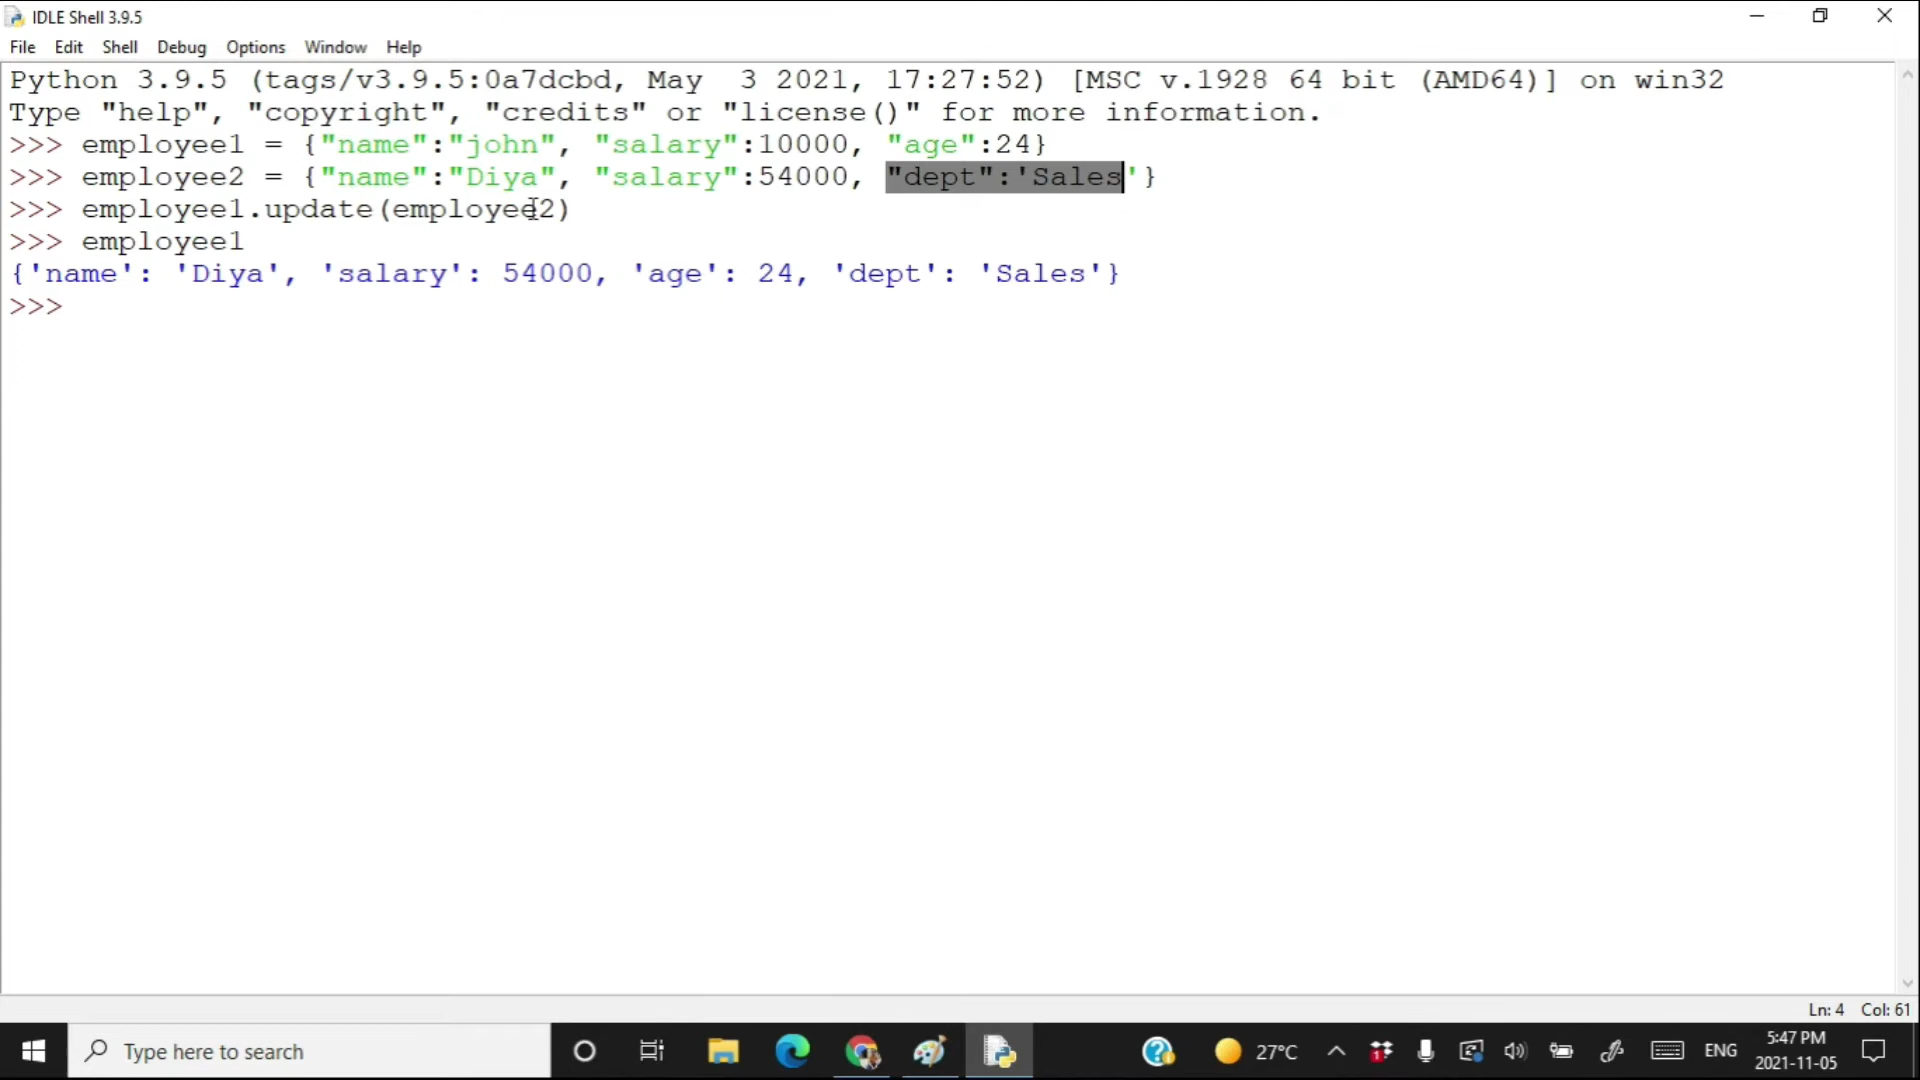 IDLE Shell 3.9.5
File Edit Shell Debug Options Window Help
Python 3.9.5 (tags/v3.9.5:0a7dcbd, May  3 2021, 17:27:52) [MSC v.1928 64 bit (AMD64)] on win32
Type "help", "copyright", "credits" or "license()" for more information.
>>> employee1 = {"name":"john", "salary":10000, "age":24}
>>> employee2 = {"name":"Diya", "salary":54000, "dept":'Sales'}
>>> employee1.update(employee2)
>>> employee1
{'name': 'Diya', 'salary': 54000, 'age': 24, 'dept': 'Sales'}
>>>
Ln: 4 Col: 61
Type here to search
27°C
ENG
5:47 PM
2021-11-05